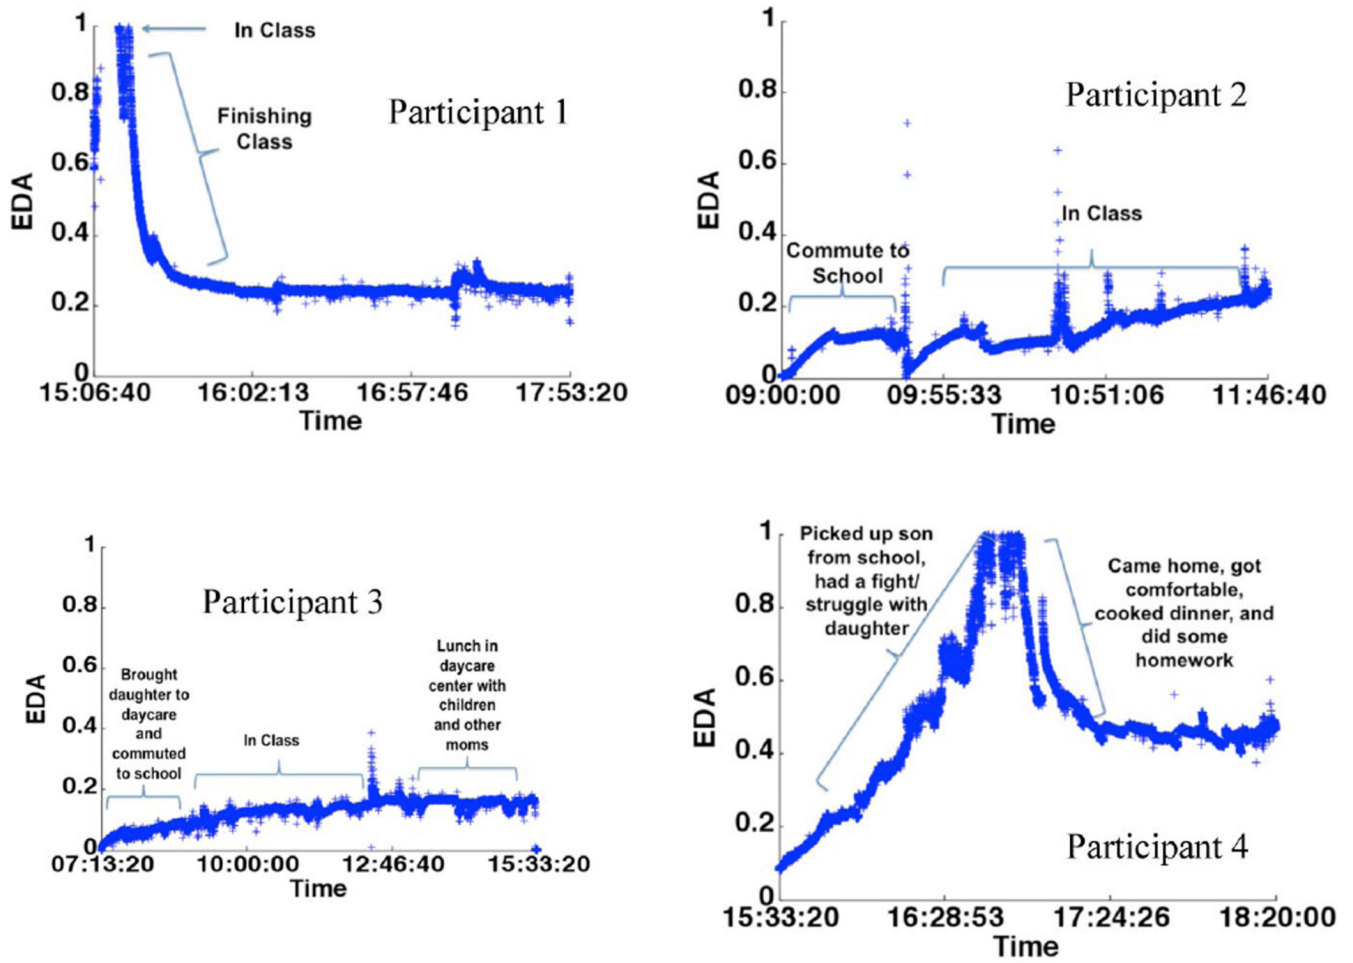 1
In Class
0.8
Finishing
Class
Participant 1
0.6
EDA
0.4
0.2
0
15:06:40 16:02:13 16:57:46 17:53:20
Time
1
0.8
Participant 2
0.6
EDA
In Class
0.4
Commute to
School
0.2
0
09:00:00 09:55:33 10:51:06 11:46:40
Time
1
0.8
Participant 3
0.6
EDA
Brought
daughter to
daycare
and
commuted
to school
In Class
Lunch in
daycare
center with
children
and other
moms
0.4
0.2
0
07:13:20 10:00:00 12:46:40 15:33:20
Time
1
Picked up son
from school,
had a fight/
struggle with
daughter
Came home, got
comfortable,
cooked dinner, and
did some
homework
0.8
0.6
EDA
0.4
0.2
Participant 4
0
15:33:20 16:28:53 17:24:26 18:20:00
Time